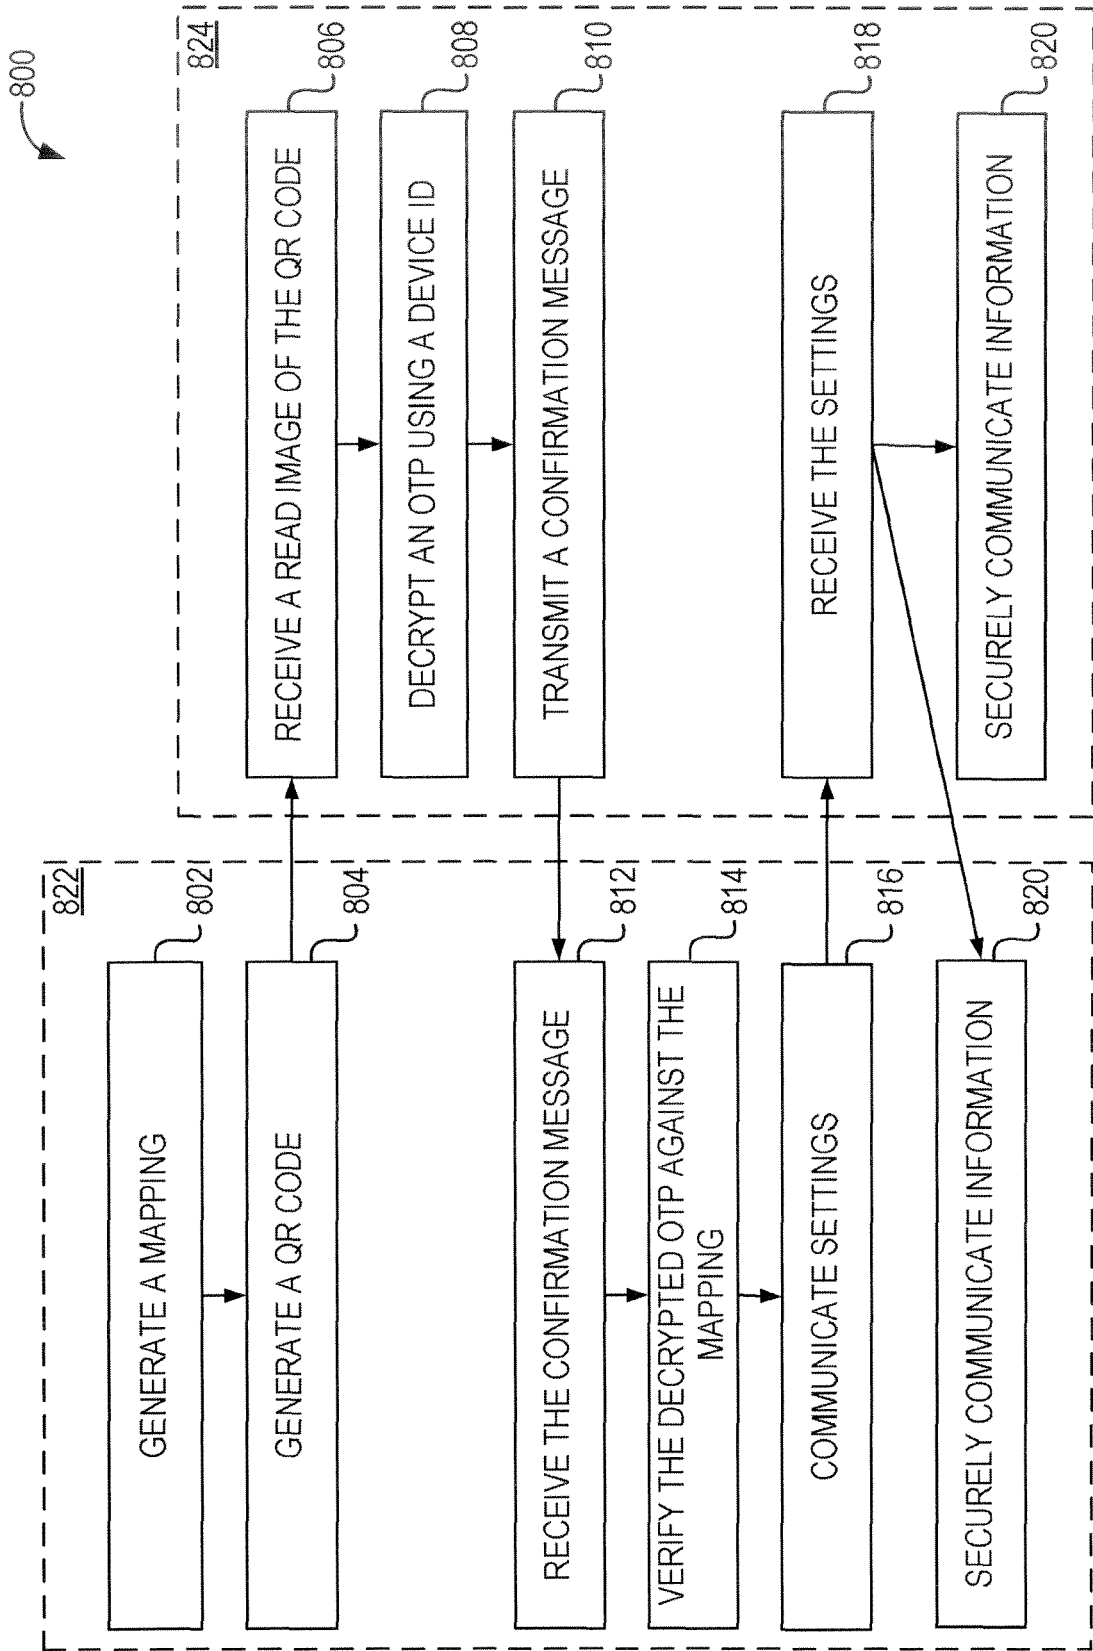 800
822
802
GENERATE A MAPPING
804
GENERATE A QR CODE
812
RECEIVE THE CONFIRMATION MESSAGE
814
VERIFY THE DECRYPTED OTP AGAINST THE
MAPPING
816
COMMUNICATE SETTINGS
820
SECURELY COMMUNICATE INFORMATION
824
806
RECEIVE A READ IMAGE OF THE QR CODE
808
DECRYPT AN OTP USING A DEVICE ID
810
TRANSMIT A CONFIRMATION MESSAGE
818
RECEIVE THE SETTINGS
820
SECURELY COMMUNICATE INFORMATION